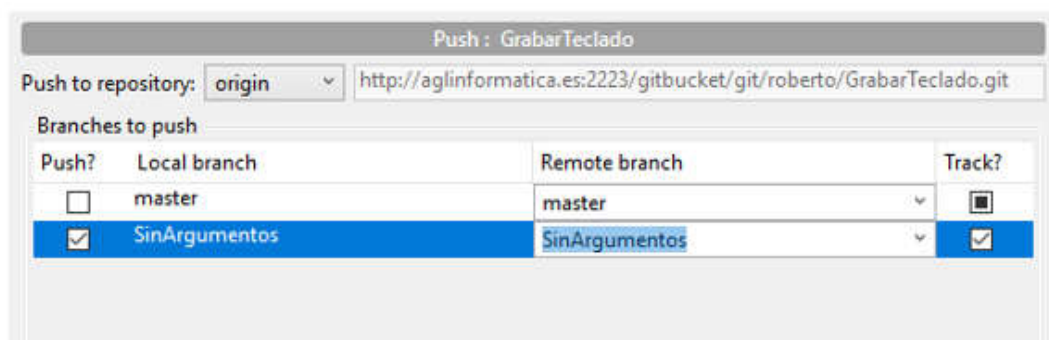 Push : GrabarTeclado
Push to repository: origin http://aglinformatica.es:2223/gitbucket/git/roberto/GrabarTeclado.git
Branches to push
Push? Local branch Remote branch Track?
master master
SinArgumentos SinArgumentos